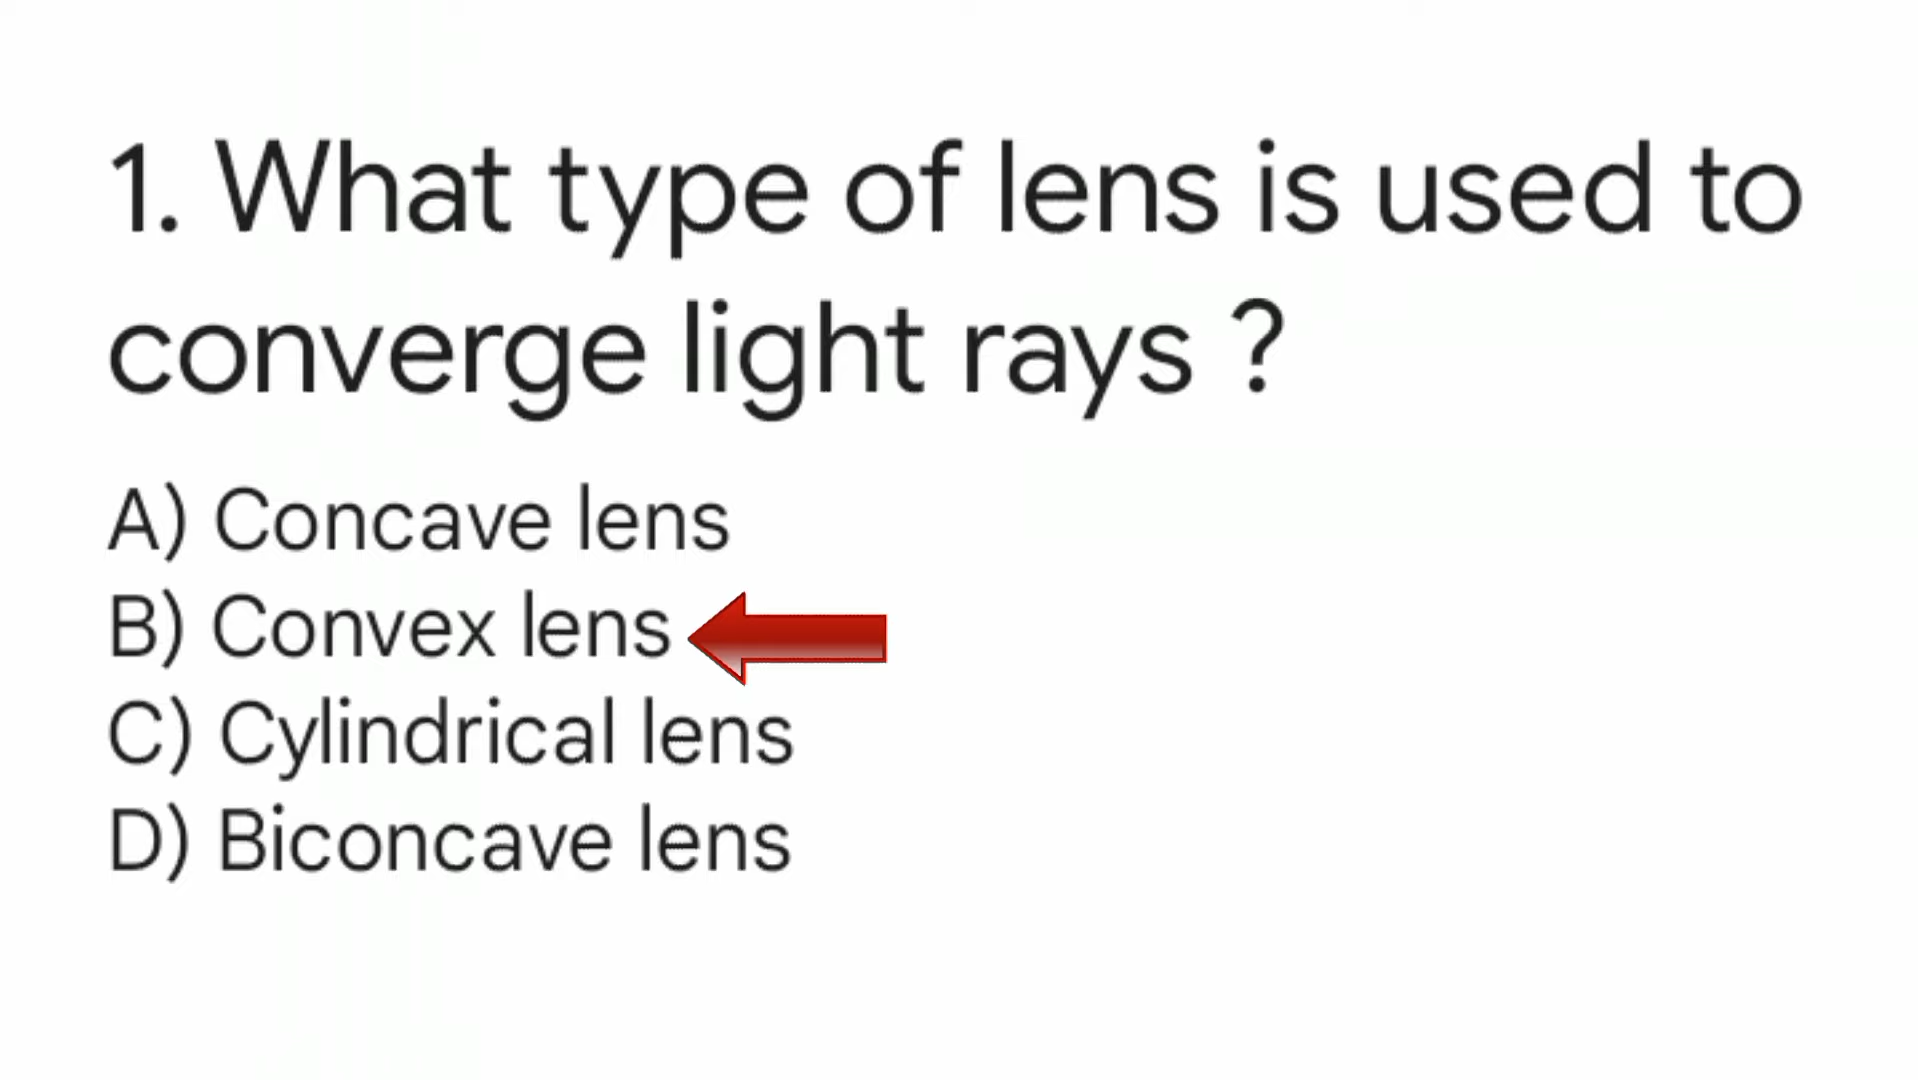 1. What type of lens is used to
converge light rays ?
A) Concave lens
B) Convex lens
C) Cylindrical lens
D) Biconcave lens